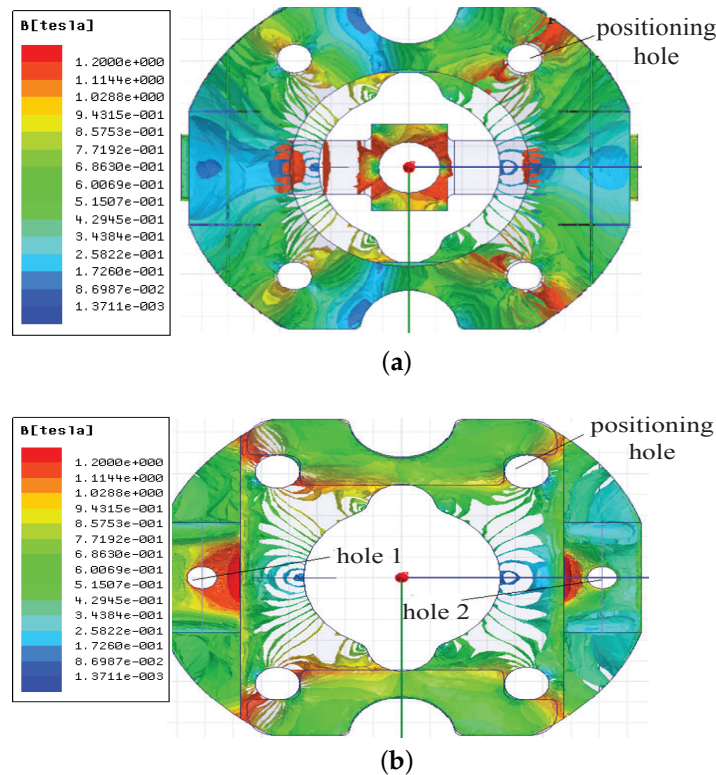 B[tesla]
1.2000e+000
1.1144e+000
1.0288e+000
9.4315e-001
8.5753e-001
7.7192e-001
6.8630e-001
6.0069e-001
5.1507e-001
4.2945e-001
3.4384e-001
2.5822e-001
1.7260e-001
8.6987e-002
1.3711e-003
positioning
hole
(a)
B[tesla]
1.2000e+000
1.1144e+000
1.0288e+000
9.4315e-001
8.5753e-001
7.7192e-001
6.8630e-001
6.0069e-001
5.1507e-001
4.2945e-001
3.4384e-001
2.5822e-001
1.7260e-001
8.6987e-002
1.3711e-003
positioning
hole
hole 1
hole 2
(b)